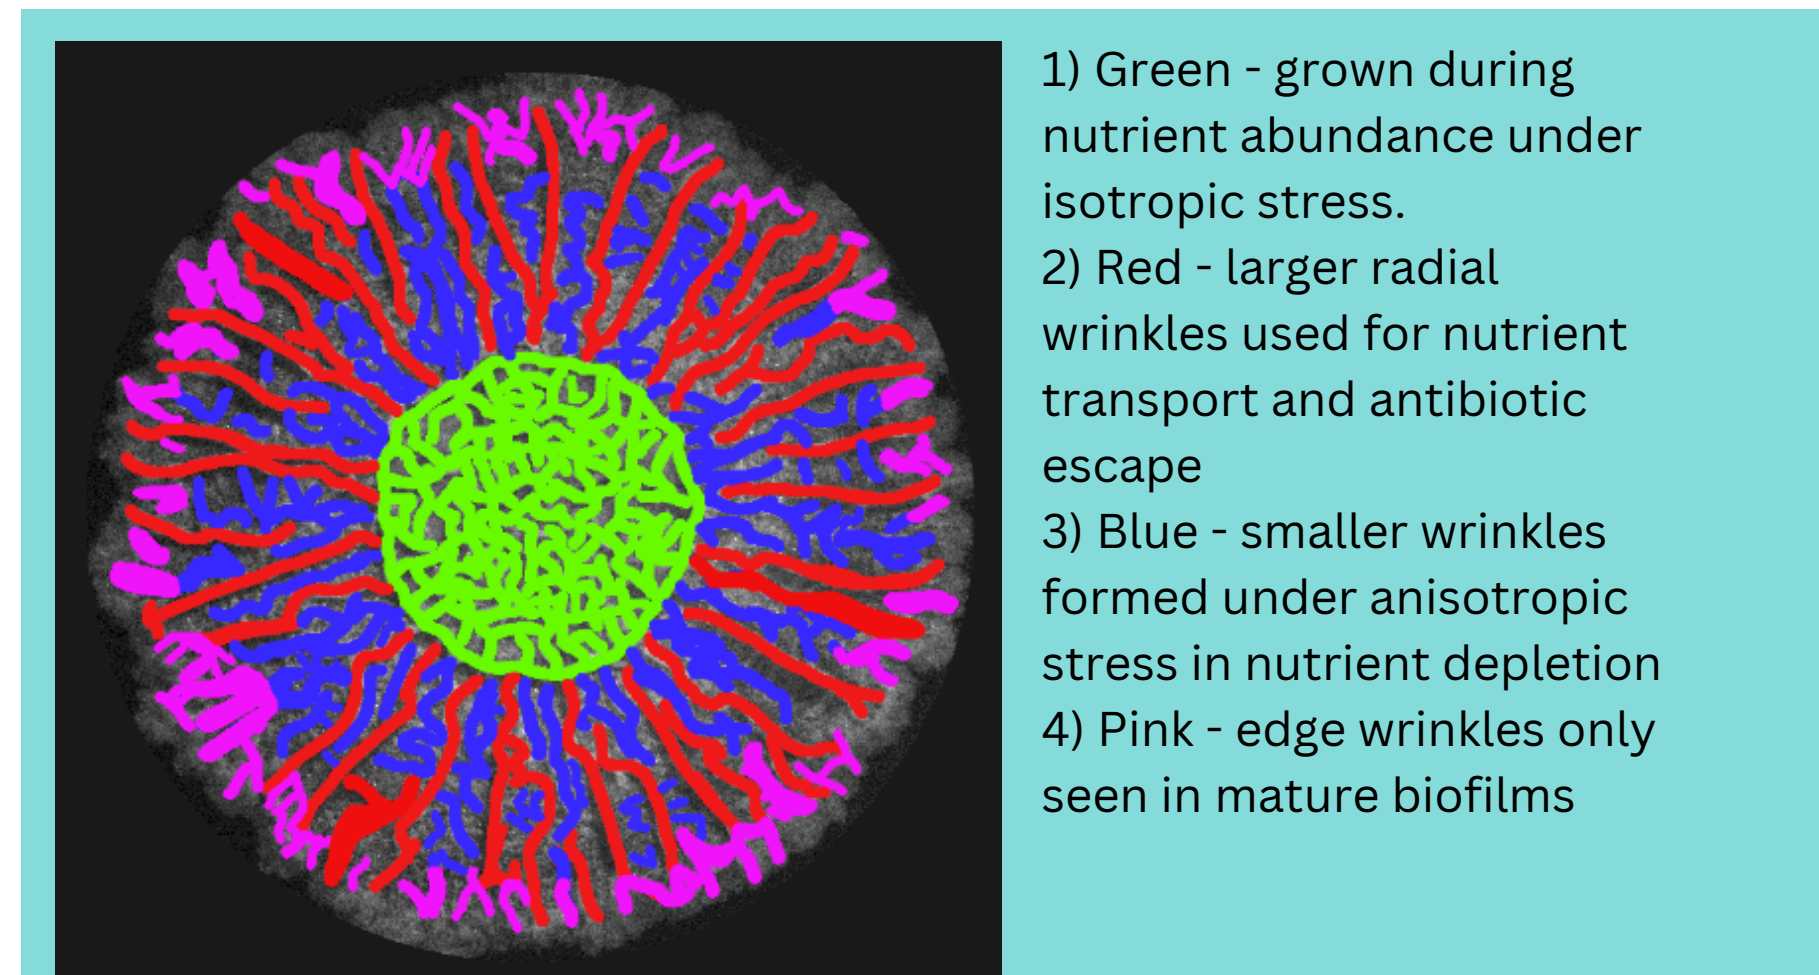 1) Green - grown during
nutrient abundance under
isotropic stress.
2) Red - larger radial
wrinkles used for nutrient
transport and antibiotic
escape
3) Blue - smaller wrinkles
formed under anisotropic
stress in nutrient depletion
4) Pink - edge wrinkles only
seen in mature biofilms